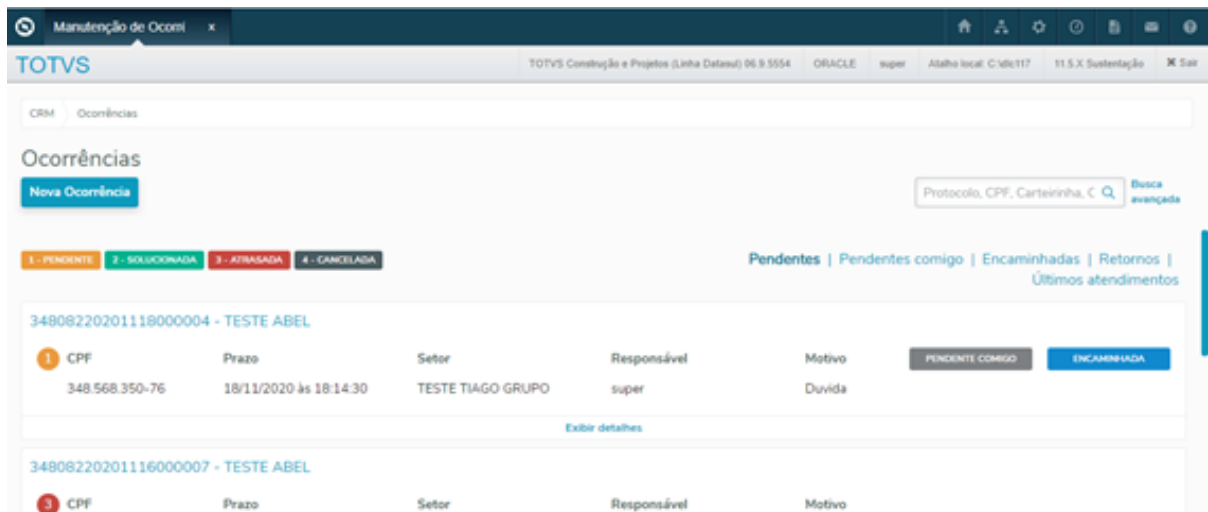 Manutenção de Ocorri x
TOTVS
TOTVS Construção e Projetos (Linha Datasul) 06.9.5554 ORACLE super Atalho local: C:\dlc117 11.5.X Sustentação Sair
CRM Ocorrências
Ocorrências
Nova Ocorrência
Protocolo, CPF, Carteirinha, C
Busca avançada
1 - PENDENTE 2 - SOLUCIONADA 3 - ATRASADA 4 - CANCELADA
Pendentes | Pendentes comigo | Encaminhadas | Retornos |
Últimos atendimentos
34808220201118000004 - TESTE ABEL
1 CPF Prazo Setor Responsável Motivo PENDENTE COMIGO ENCAMINHADA
348.568.350-76 18/11/2020 às 18:14:30 TESTE TIAGO GRUPO super Duvida
Exibir detalhes
34808220201116000007 - TESTE ABEL
3 CPF Prazo Setor Responsável Motivo